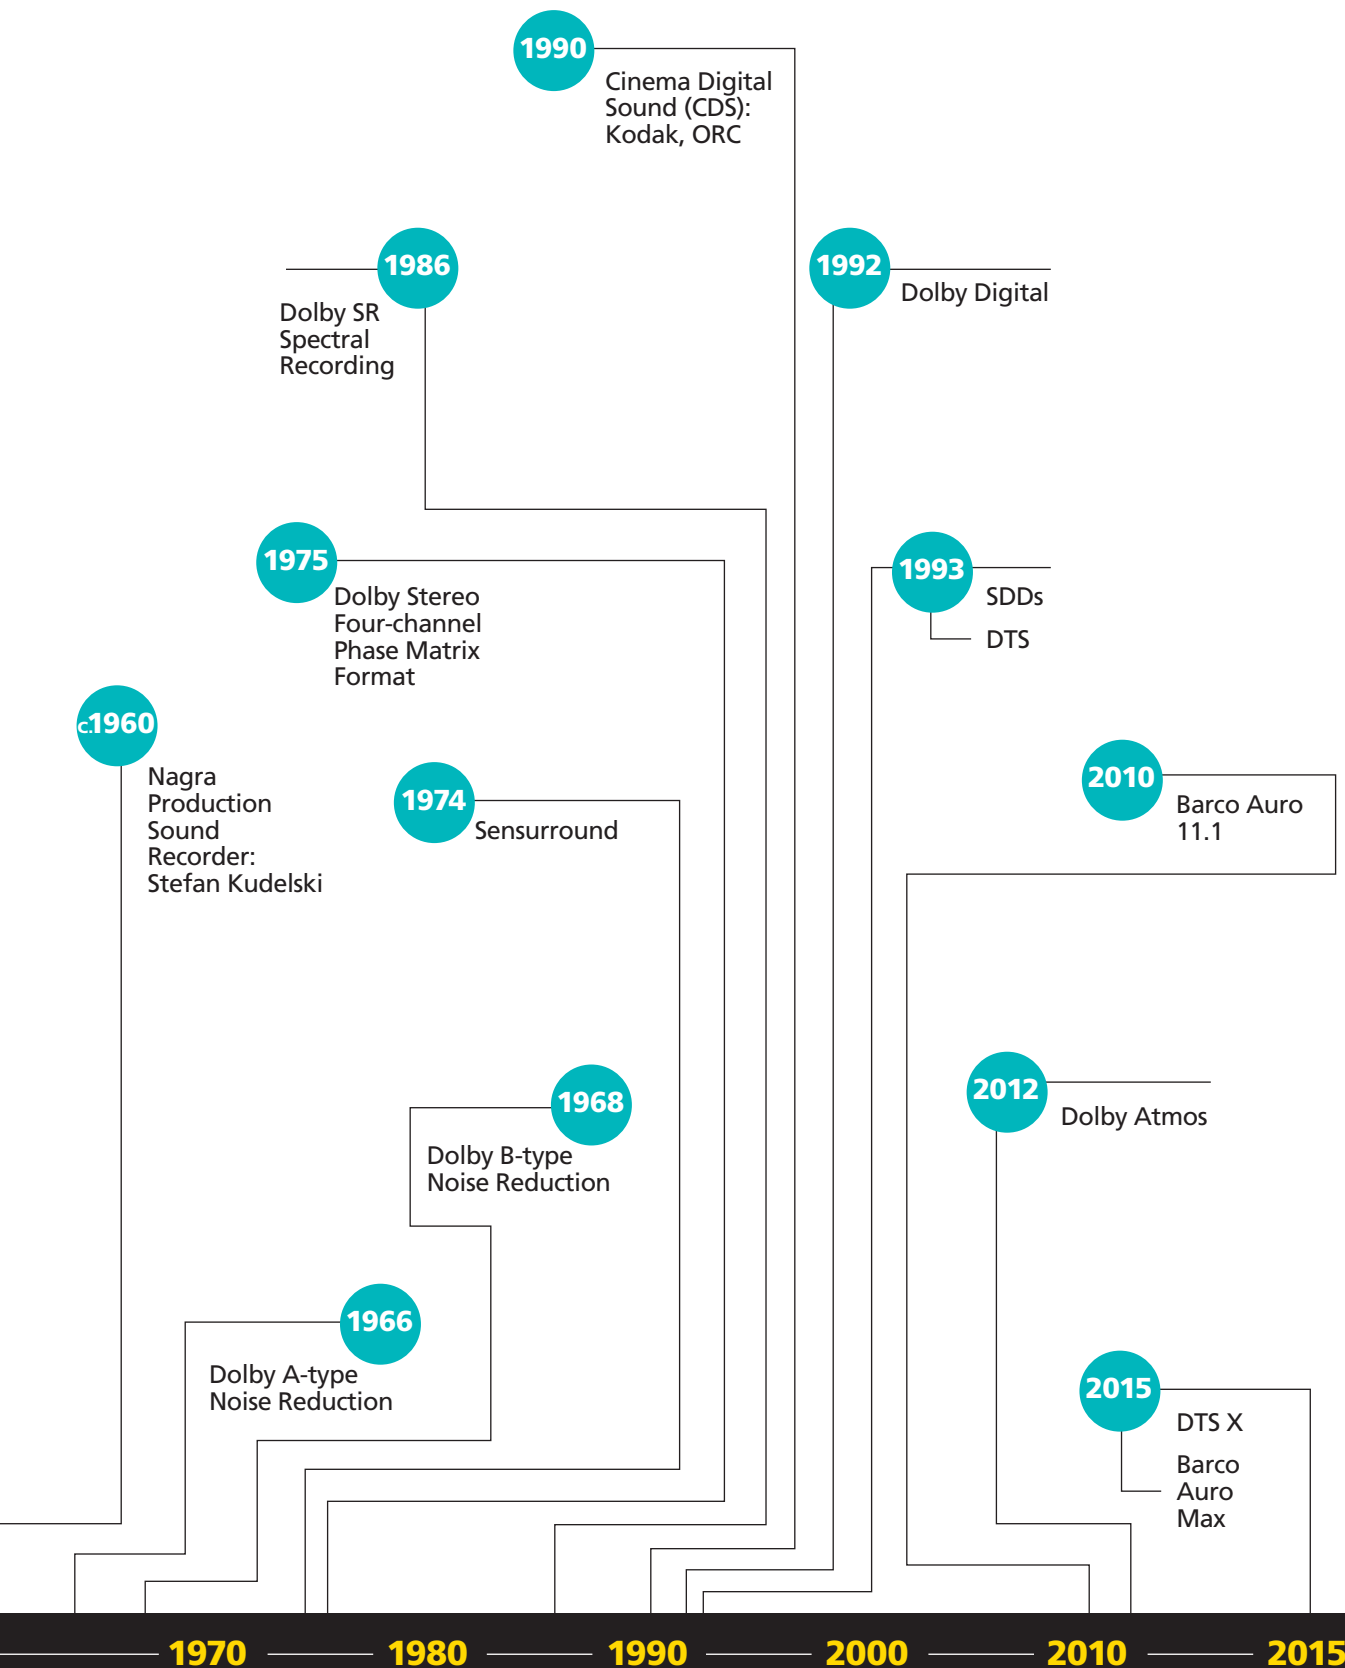 1990
Cinema Digital
Sound (CDS):
Kodak, ORC
1986
Dolby SR
Spectral
Recording
1992
Dolby Digital
1975
Dolby Stereo
Four-channel
Phase Matrix
Format
1993
SDDs
DTS
c.1960
Nagra
Production
Sound
Recorder:
Stefan Kudelski
1974
Sensurround
2010
Barco Auro
11.1
1968
Dolby B-type
Noise Reduction
2012
Dolby Atmos
1966
Dolby A-type
Noise Reduction
2015
DTS X
Barco
Auro
Max
1970 1980 1990 2000 2010 2015